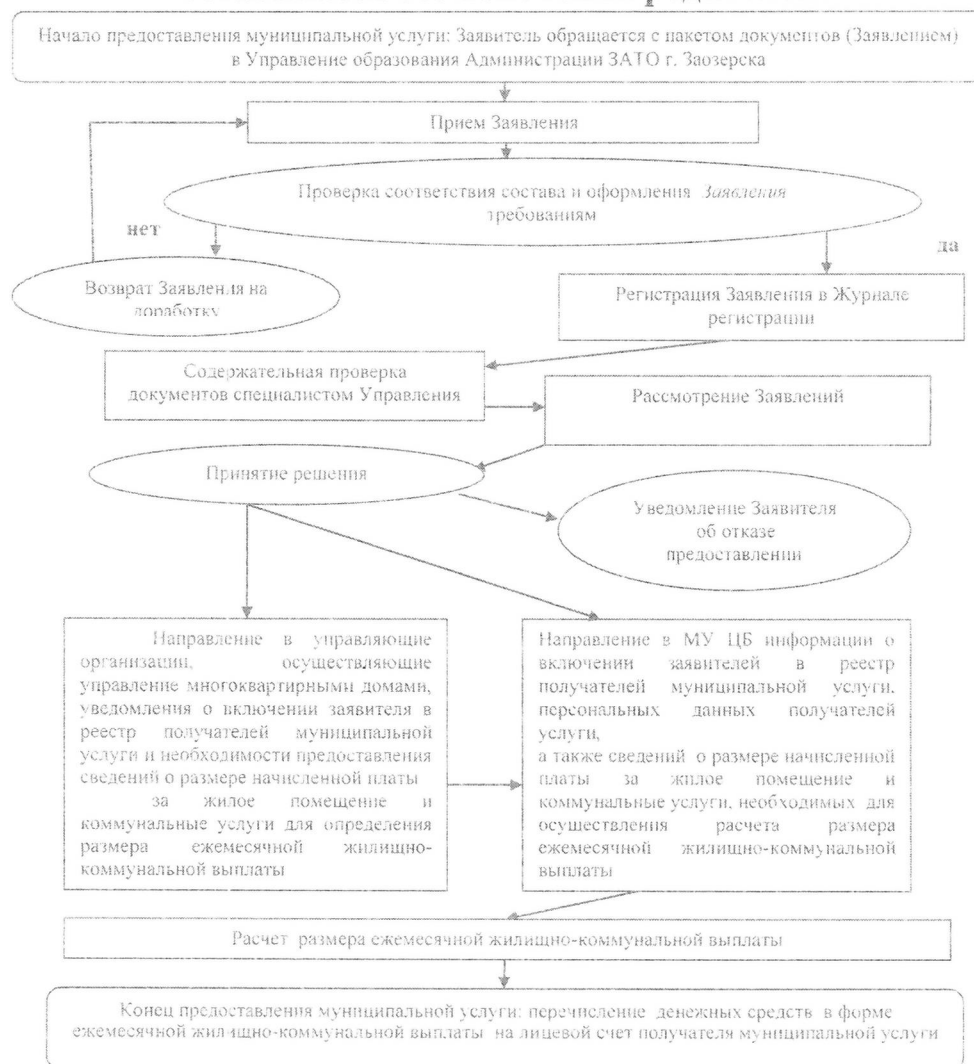 Начало предоставления муниципальной услуги: Заявитель обращается с пакетом документов (Заявлением)
в Управление образования Администрации ЗАТО г. Заозерска
Прием Заявления
Проверка соответствия состава и оформления Заявления
требованиям
нет
да
Возврат Заявления на
доработку
Регистрация Заявления в Журнале
регистрации
Содержательная проверка
документов специалистом Управления
Рассмотрение Заявлений
Принятие решения
Уведомление Заявителя
об отказе
предоставлении
Направление в управляющие
организации, осуществляющие
управление многоквартирными домами,
уведомления о включении заявителя в
реестр получателей муниципальной
услуги и необходимости предоставления
сведений о размере начисленной платы
за жилое помещение и
коммунальные услуги для определения
размера ежемесячной жилищно-
коммунальной выплаты
Направление в МУ ЦБ информации о
включении заявителей в реестр
получателей муниципальной услуги,
персональных данных получателей
услуги,
а также сведений о размере начисленной
платы за жилое помещение и
коммунальные услуги, необходимых для
осуществления расчета размера
ежемесячной жилищно-коммунальной
выплаты
Расчет размера ежемесячной жилищно-коммунальной выплаты
Конец предоставления муниципальной услуги: перечисление денежных средств в форме
ежемесячной жилищно-коммунальной выплаты на лицевой счет получателя муниципальной услуги